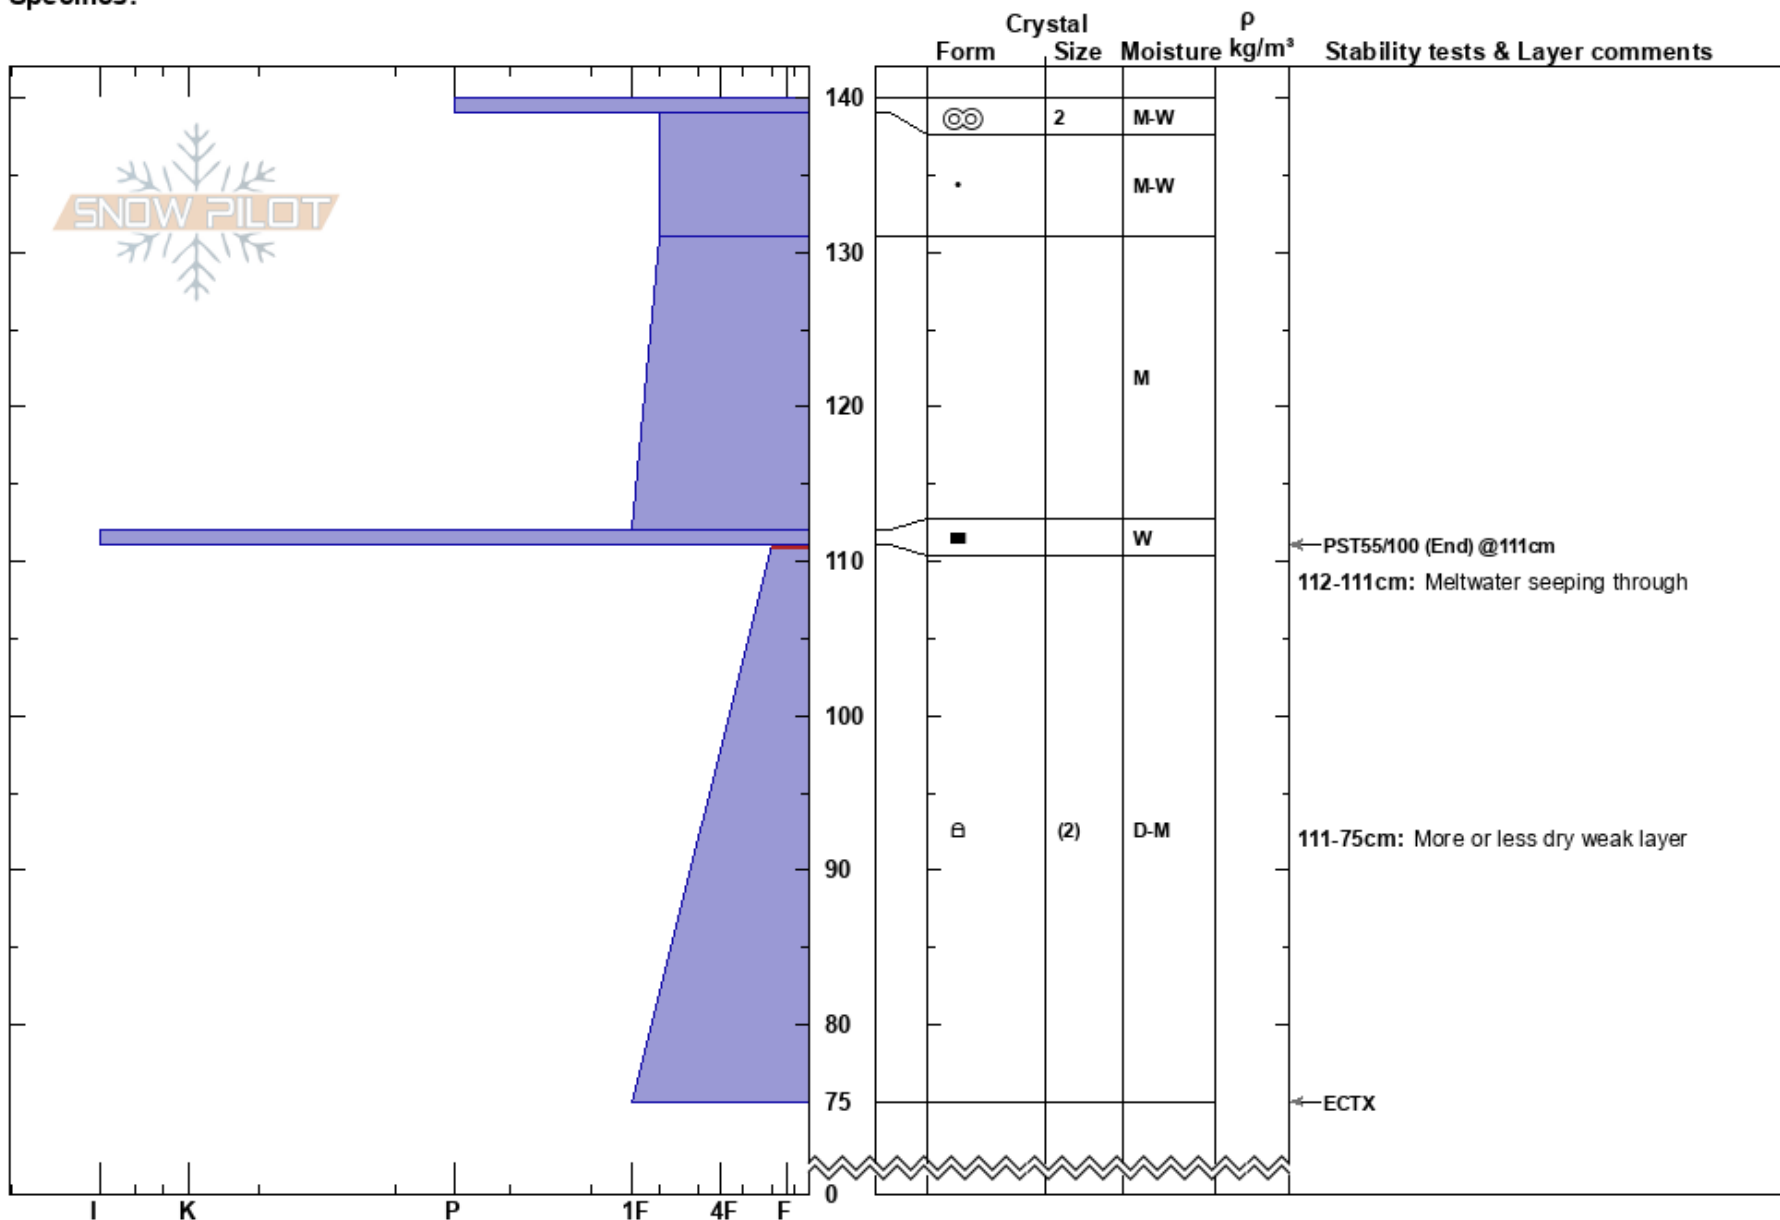 Specifics:
Crystal ρ
Form Size Moisture kg/m³ Stability tests & Layer comments
SNOW PILOT
140 2 M-W
M-W
130
M
120
W
PST55/100 (End) @111cm
110
112-111cm: Meltwater seeping through
100
(2) D-M
111-75cm: More or less dry weak layer
90
80
75 ECTX
0
I K P 1F 4F F